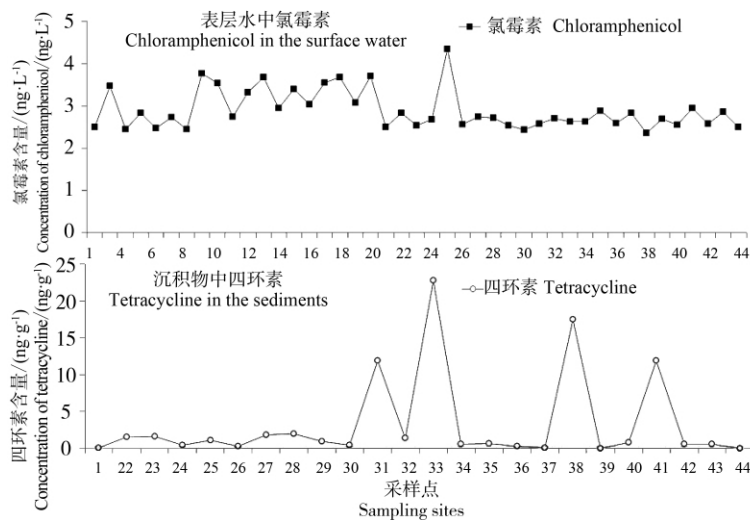 表层水中氯霉素
Chloramphenicol in the surface water
氯霉素 Chloramphenicol
氯霉素含量/(ng·L⁻¹)
Concentration of chloramphenicol/(ng·L⁻¹)
6
5
4
3
2
1
0
1 4 6 8 10 12 14 16 18 20 22 24 26 28 30 32 34 36 38 40 42 44
沉积物中四环素
Tetracycline in the sediments
四环素 Tetracycline
四环素含量/(ng·g⁻¹)
Concentration of tetracycline/(ng·g⁻¹)
25
20
15
10
5
0
1 22 23 24 25 26 27 28 29 30 31 32 33 34 35 36 37 38 39 40 41 42 43 44
采样点
Sampling sites